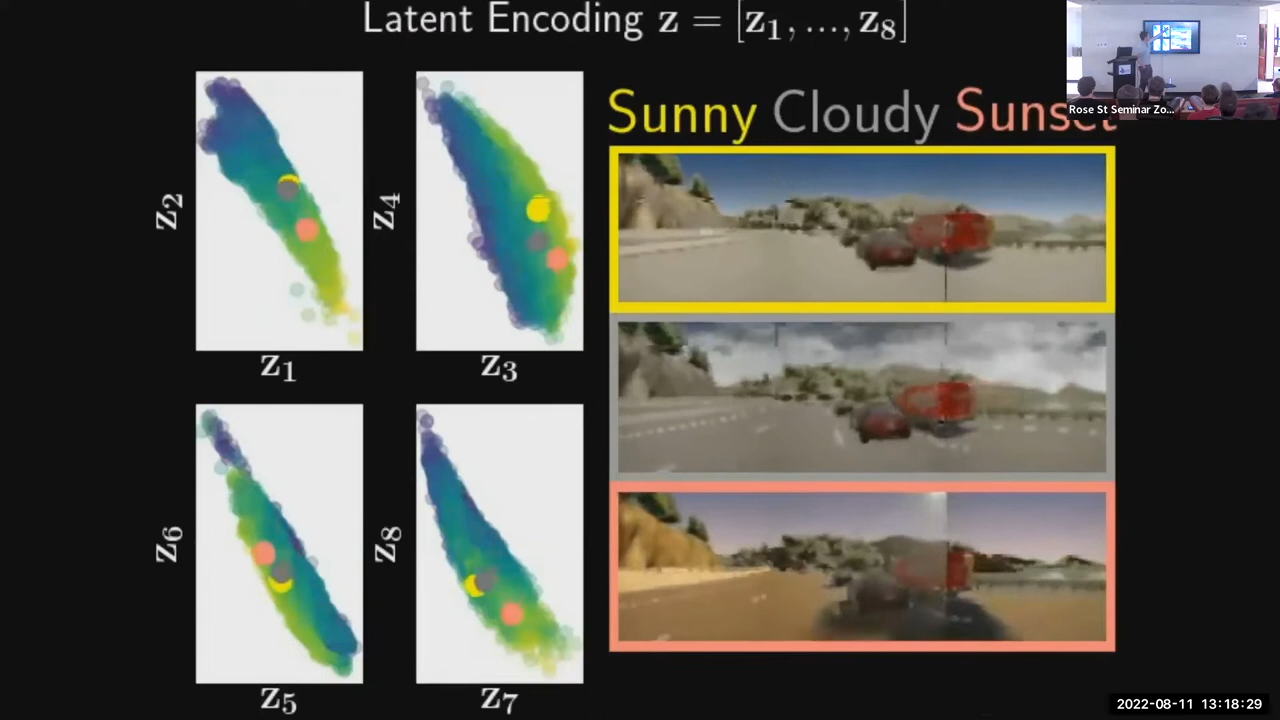 Latent Encoding z = [z₁, ..., z₈]
Sunny Cloudy Sunset
Rose St Seminar Zo...
z₂
z₁
z₄
z₃
z₆
z₅
z₈
z₇
2022-08-11 13:18:29